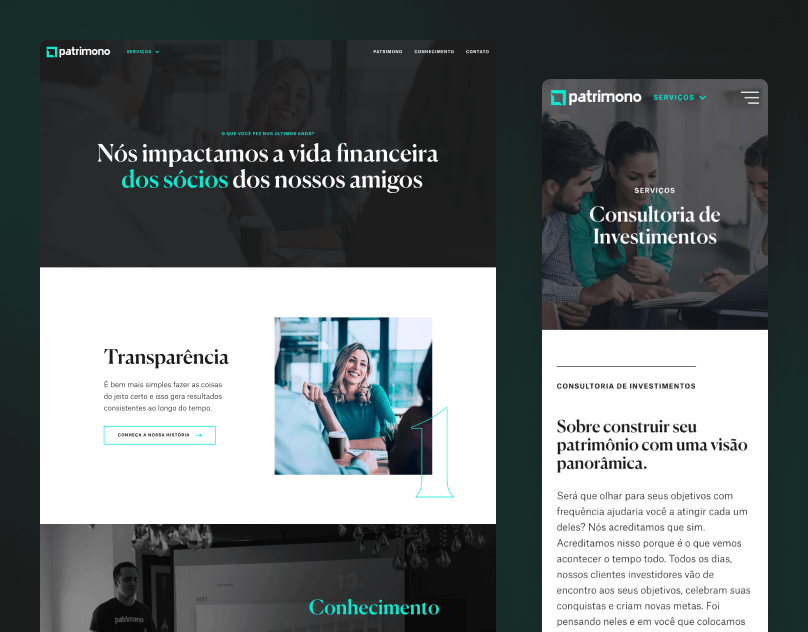 patrimono
SERVIÇOS
PATRIMONO
CONHECIMENTO
CONTATO
O QUE VOCÊ FEZ NOS ÚLTIMOS ANOS?
Nós impactamos a vida financeira
dos sócios dos nossos amigos
Transparência
É bem mais simples fazer as coisas
do jeito certo e isso gera resultados
consistentes ao longo do tempo.
CONHEÇA A NOSSA HISTÓRIA
1
patrimono
Conhecimento
patrimono
SERVIÇOS
SERVIÇOS
Consultoria de
Investimentos
CONSULTORIA DE INVESTIMENTOS
Sobre construir seu
patrimônio com uma visão
panorâmica.
Será que olhar para seus objetivos com
frequência ajudaria você a atingir cada um
deles? Nós acreditamos que sim.
Acreditamos nisso porque é o que vemos
acontecer o tempo todo. Todos os dias,
nossos clientes investidores vão de
encontro aos seus objetivos, celebram suas
conquistas e criam novas metas. Foi
pensando neles e em você que colocamos